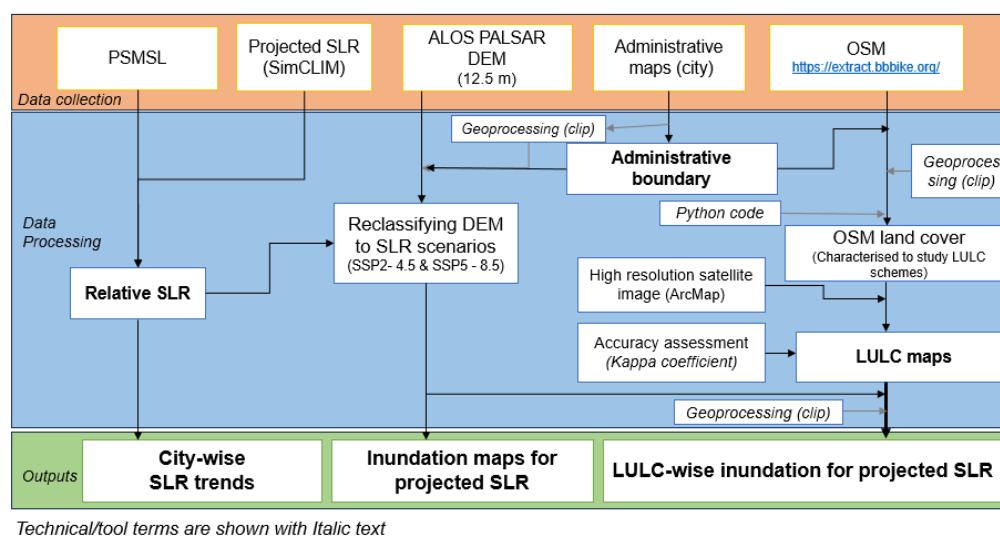 PSMSL
Projected SLR
(SimCLIM)
ALOS PALSAR
DEM
(12.5 m)
Administrative
maps (city)
OSM
https://extract.bbbike.org/
Data collection
Geoprocessing (clip)
Administrative
boundary
Geoproces
sing (clip)
Data
Processing
Reclassifying DEM
to SLR scenarios
(SSP2- 4.5 & SSP5 - 8.5)
Python code
OSM land cover
(Characterised to study LULC
schemes)
Relative SLR
High resolution satellite
image (ArcMap)
Accuracy assessment
(Kappa coefficient)
LULC maps
Geoprocessing (clip)
Outputs
City-wise
SLR trends
Inundation maps for
projected SLR
LULC-wise inundation for projected SLR
Technical/tool terms are shown with Italic text